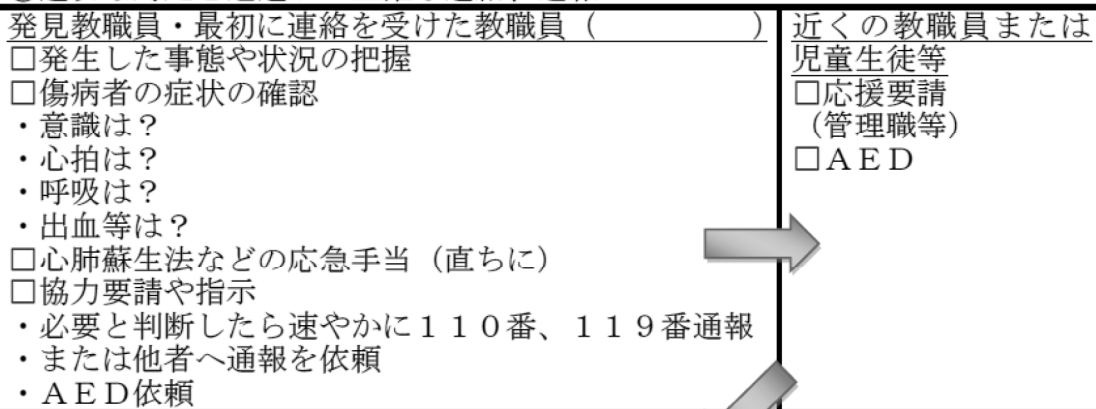 発見教職員・最初に連絡を受けた教職員（　　　　　　）
□発生した事態や状況の把握
□傷病者の症状の確認
・意識は？
・心拍は？
・呼吸は？
・出血等は？
□心肺蘇生法などの応急手当（直ちに）
□協力要請や指示
・必要と判断したら速やかに１１０番、１１９番通報
・または他者へ通報を依頼
・ＡＥＤ依頼
近くの教職員または
児童生徒等
□応援要請
（管理職等）
□ＡＥＤ